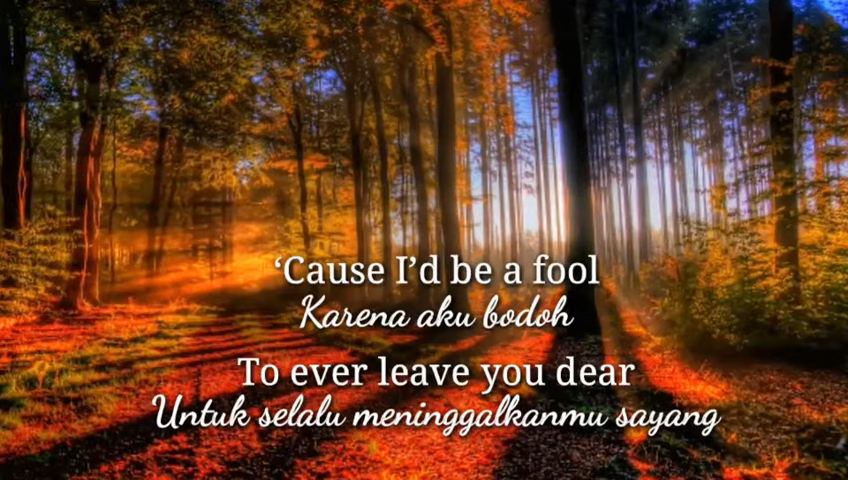 ‘Cause I’d be a fool
Karena aku bodoh
To ever leave you dear
Untuk selalu meninggalkanmu sayang